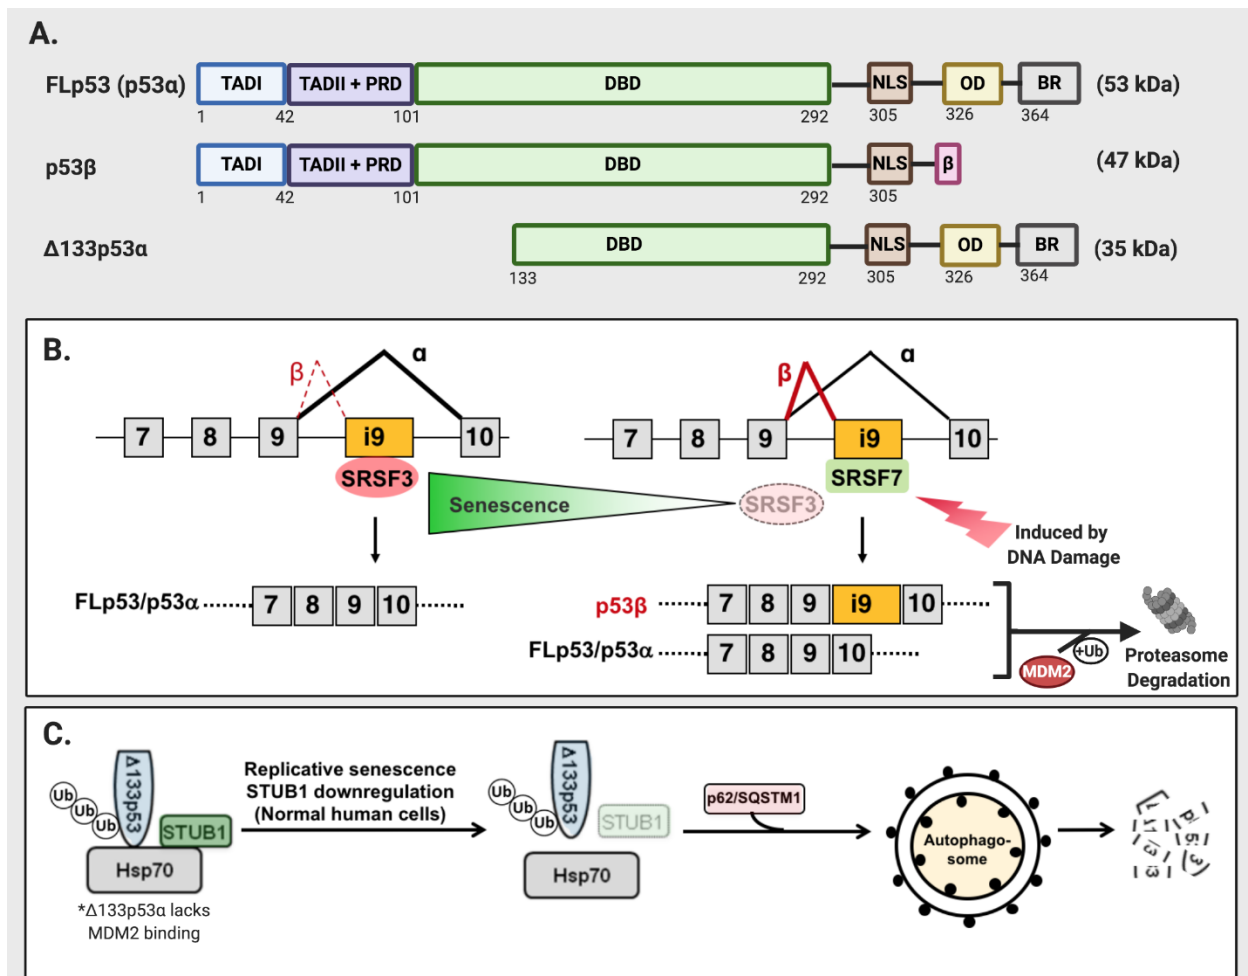 A.
FLp53 (p53α)
TADI
TADII + PRD
DBD
NLS
OD
BR
(53 kDa)
1
42
101
292
305
326
364
p53β
TADI
TADII + PRD
DBD
NLS
β
(47 kDa)
1
42
101
292
305
Δ133p53α
DBD
NLS
OD
BR
(35 kDa)
133
292
305
326
364
B.
β
α
7
8
9
i9
10
SRSF3
β
α
7
8
9
i9
10
SRSF7
Senescence
SRSF3
Induced by
DNA Damage
FLp53/p53α
7
8
9
10
p53β
7
8
9
i9
10
FLp53/p53α
7
8
9
10
MDM2
+Ub
Proteasome
Degradation
C.
Ub
Ub
Ub
Δ133p53
STUB1
Hsp70
*Δ133p53α lacks
MDM2 binding
Replicative senescence
STUB1 downregulation
(Normal human cells)
Ub
Ub
Ub
Δ133p53
STUB1
Hsp70
p62/SQSTM1
Autophago-
some